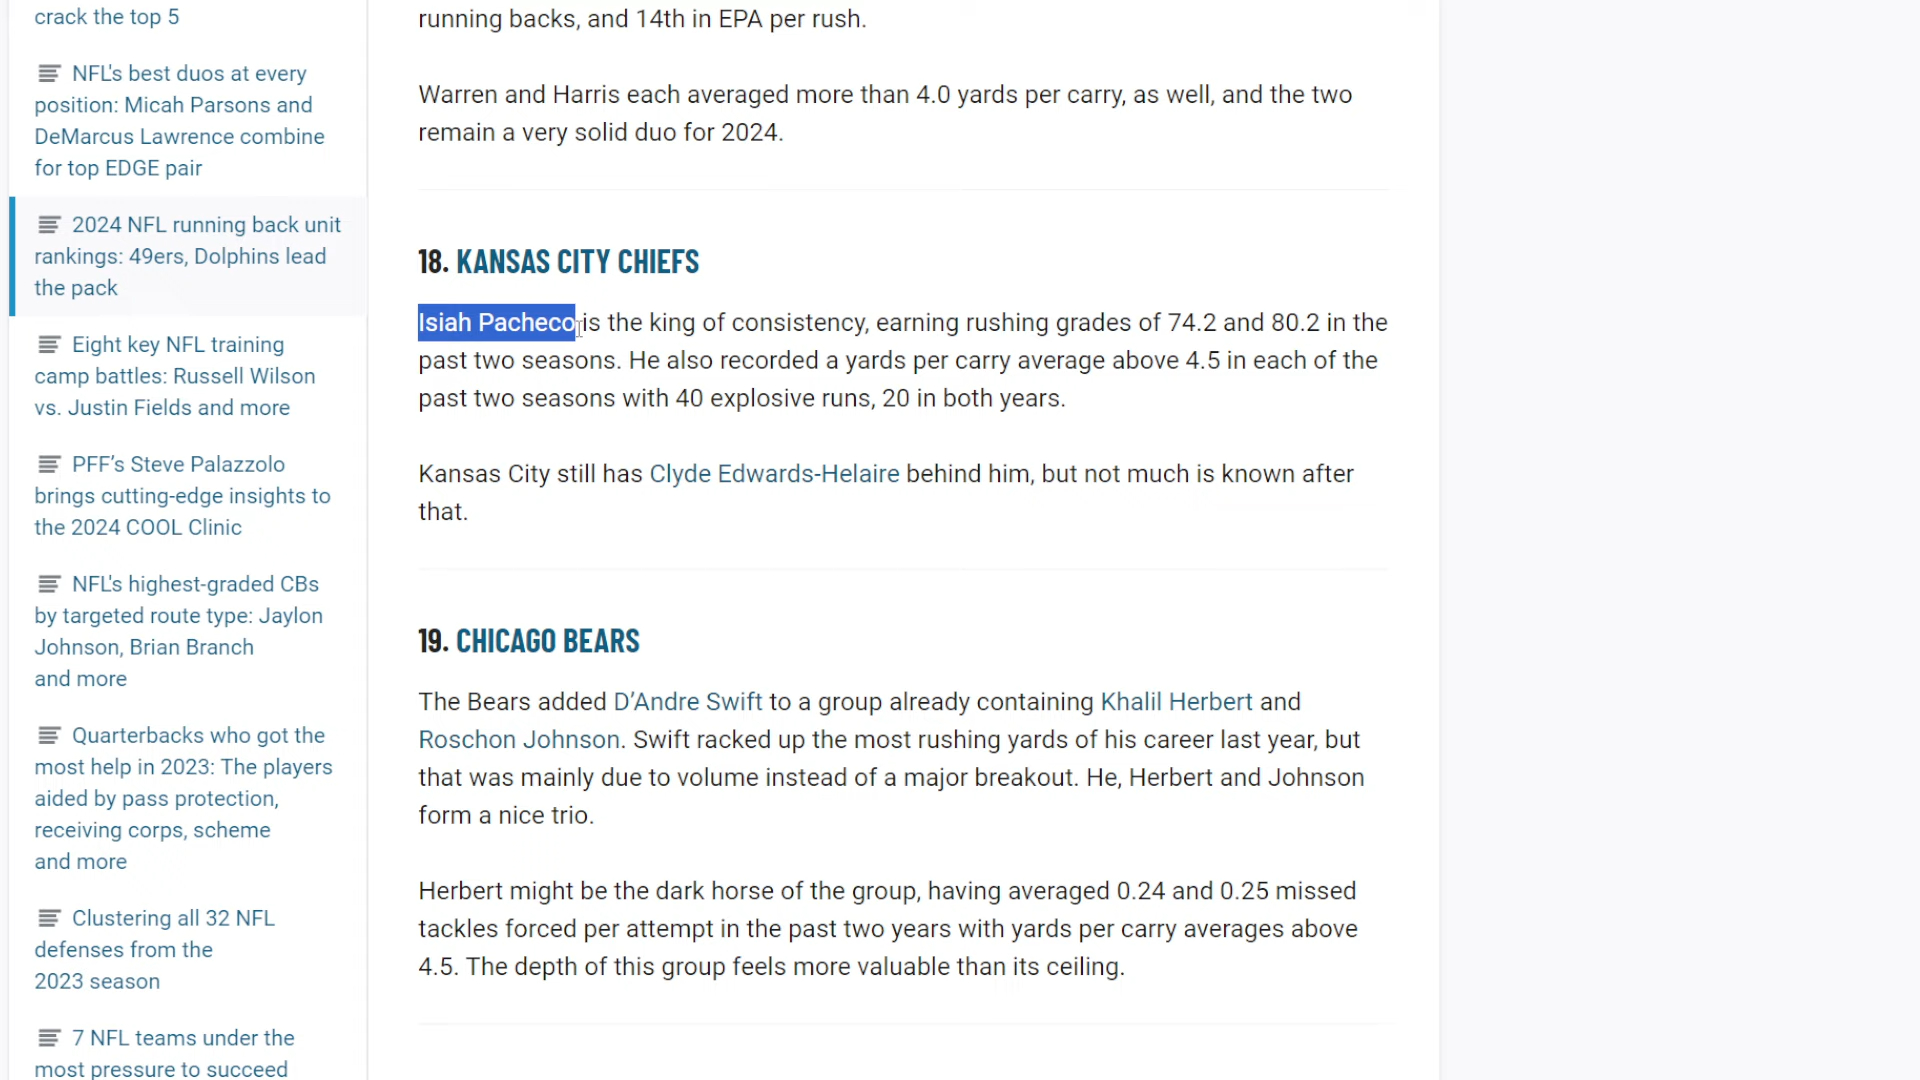 crack the top 5
NFL's best duos at every
position: Micah Parsons and
DeMarcus Lawrence combine
for top EDGE pair
2024 NFL running back unit
rankings: 49ers, Dolphins lead
the pack
Eight key NFL training
camp battles: Russell Wilson
vs. Justin Fields and more
PFF’s Steve Palazzolo
brings cutting-edge insights to
the 2024 COOL Clinic
NFL's highest-graded CBs
by targeted route type: Jaylon
Johnson, Brian Branch
and more
Quarterbacks who got the
most help in 2023: The players
aided by pass protection,
receiving corps, scheme
and more
Clustering all 32 NFL
defenses from the
2023 season
7 NFL teams under the
most pressure to succeed
running backs, and 14th in EPA per rush.
Warren and Harris each averaged more than 4.0 yards per carry, as well, and the two
remain a very solid duo for 2024.
18. KANSAS CITY CHIEFS
Isiah Pacheco is the king of consistency, earning rushing grades of 74.2 and 80.2 in the
past two seasons. He also recorded a yards per carry average above 4.5 in each of the
past two seasons with 40 explosive runs, 20 in both years.
Kansas City still has Clyde Edwards-Helaire behind him, but not much is known after
that.
19. CHICAGO BEARS
The Bears added D’Andre Swift to a group already containing Khalil Herbert and
Roschon Johnson. Swift racked up the most rushing yards of his career last year, but
that was mainly due to volume instead of a major breakout. He, Herbert and Johnson
form a nice trio.
Herbert might be the dark horse of the group, having averaged 0.24 and 0.25 missed
tackles forced per attempt in the past two years with yards per carry averages above
4.5. The depth of this group feels more valuable than its ceiling.